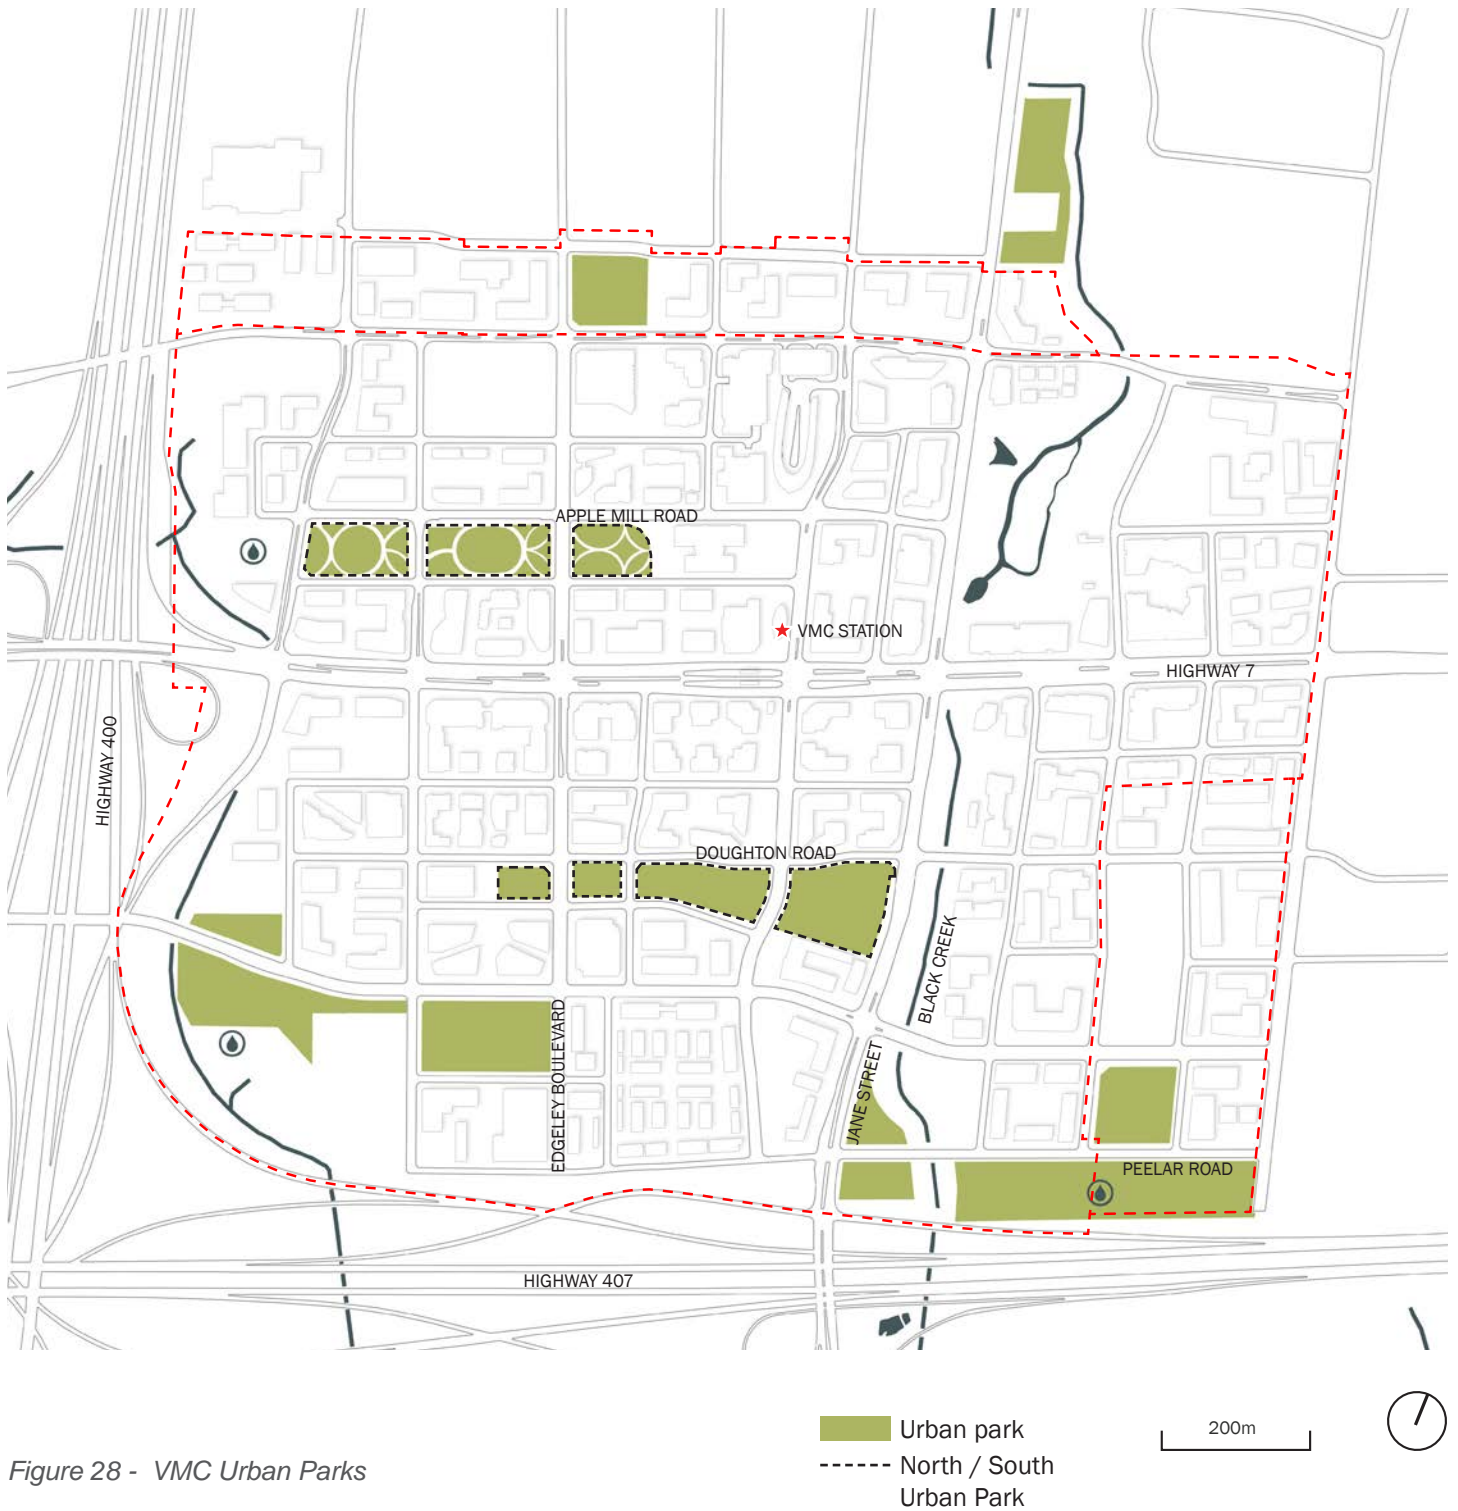 APPLE MILL ROAD
VMC STATION
HIGHWAY 7
HIGHWAY 400
DOUGHTON ROAD
BLACK CREEK
EDGELEY BOULEVARD
JANE STREET
PEELAR ROAD
HIGHWAY 407
Urban park
200m
North / South
Urban Park
Figure 28 - VMC Urban Parks